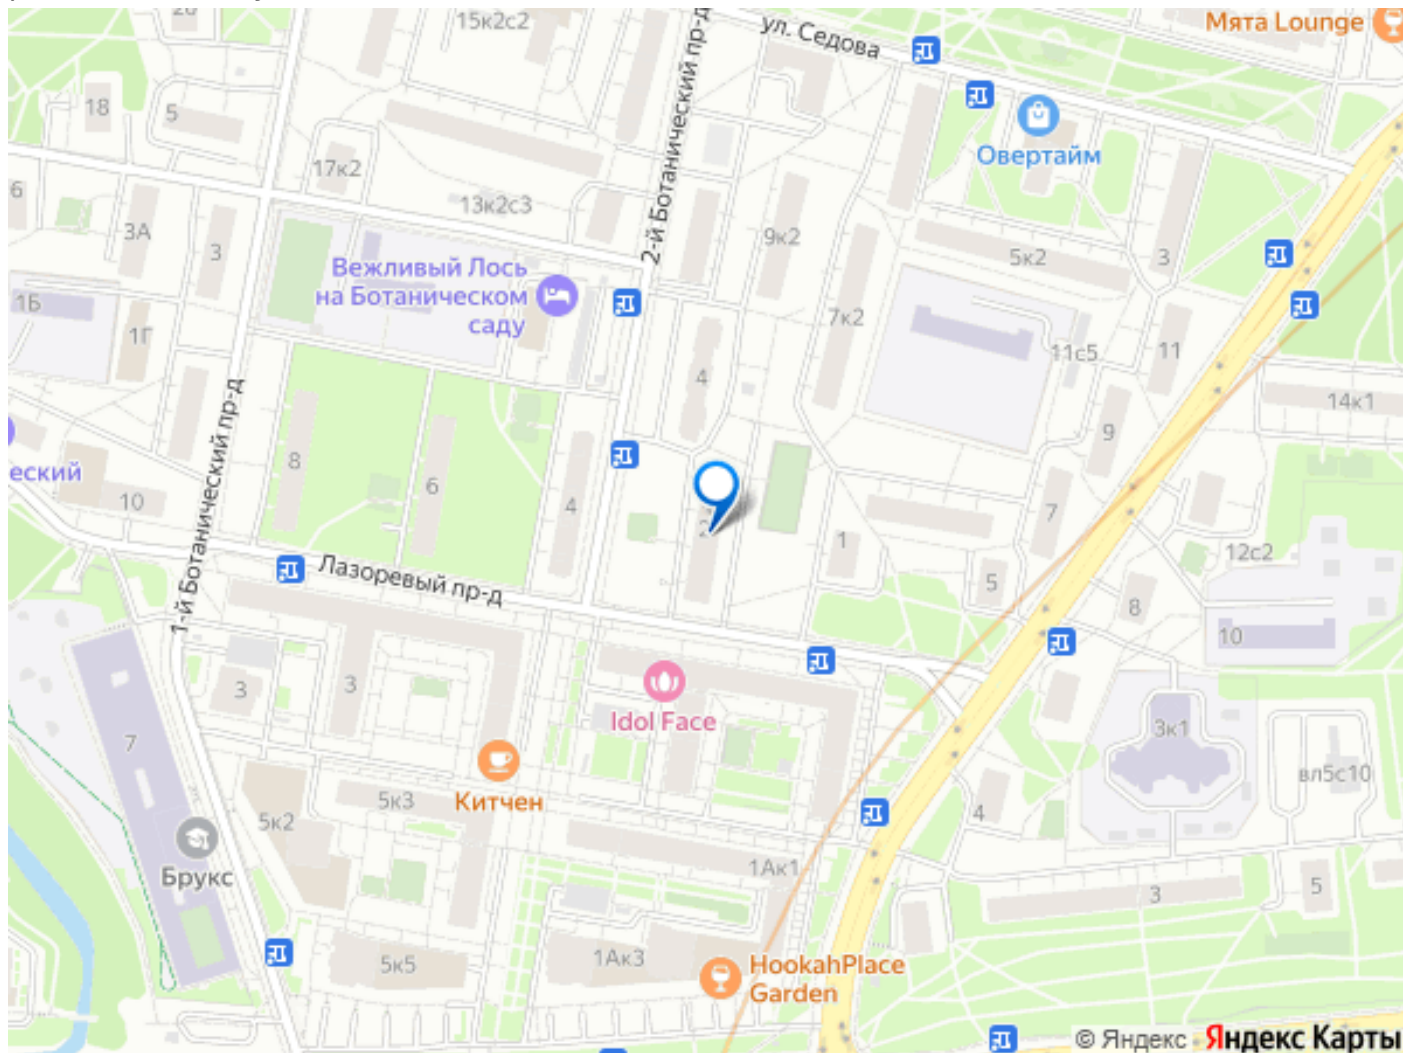 15к2с2
ул. Седова
Мята Lounge
18
5
2-й Ботанический пр-д
Овертайм
17к2
6
13к2с3
3А
3
9к2
5к2
3
Вежливый Лось
на Ботаническом
саду
1Б
1Г
7к2
11с5
11
4
14к1
1-й Ботанический пр-д
9
еский
8
6
10
4
7
2
1
12с2
Лазоревый пр-д
5
8
10
3
3
Idol Face
7
3к1
вл5с10
Китчен
5к3
5к2
4
Брукс
1Ак1
3
5
5к5
1Ак3
HookahPlace
Garden
© Яндекс Яндекс Карты